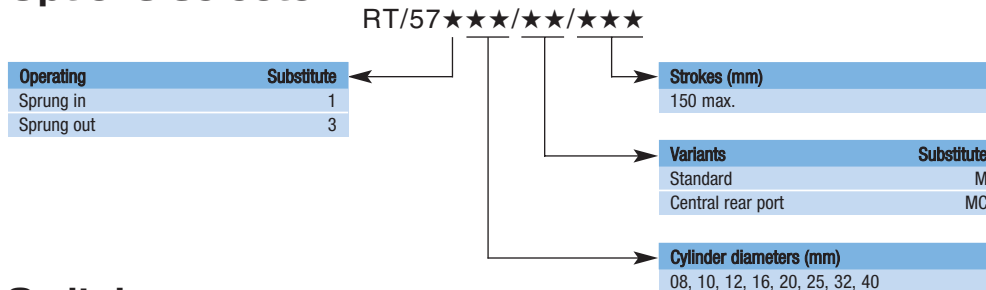 RT/57★★★/★★/★★★
Operating Substitute
Sprung in 1
Sprung out 3
Strokes (mm)
150 max.
Variants Substitute
Standard M
Central rear port MC
Cylinder diameters (mm)
08, 10, 12, 16, 20, 25, 32, 40